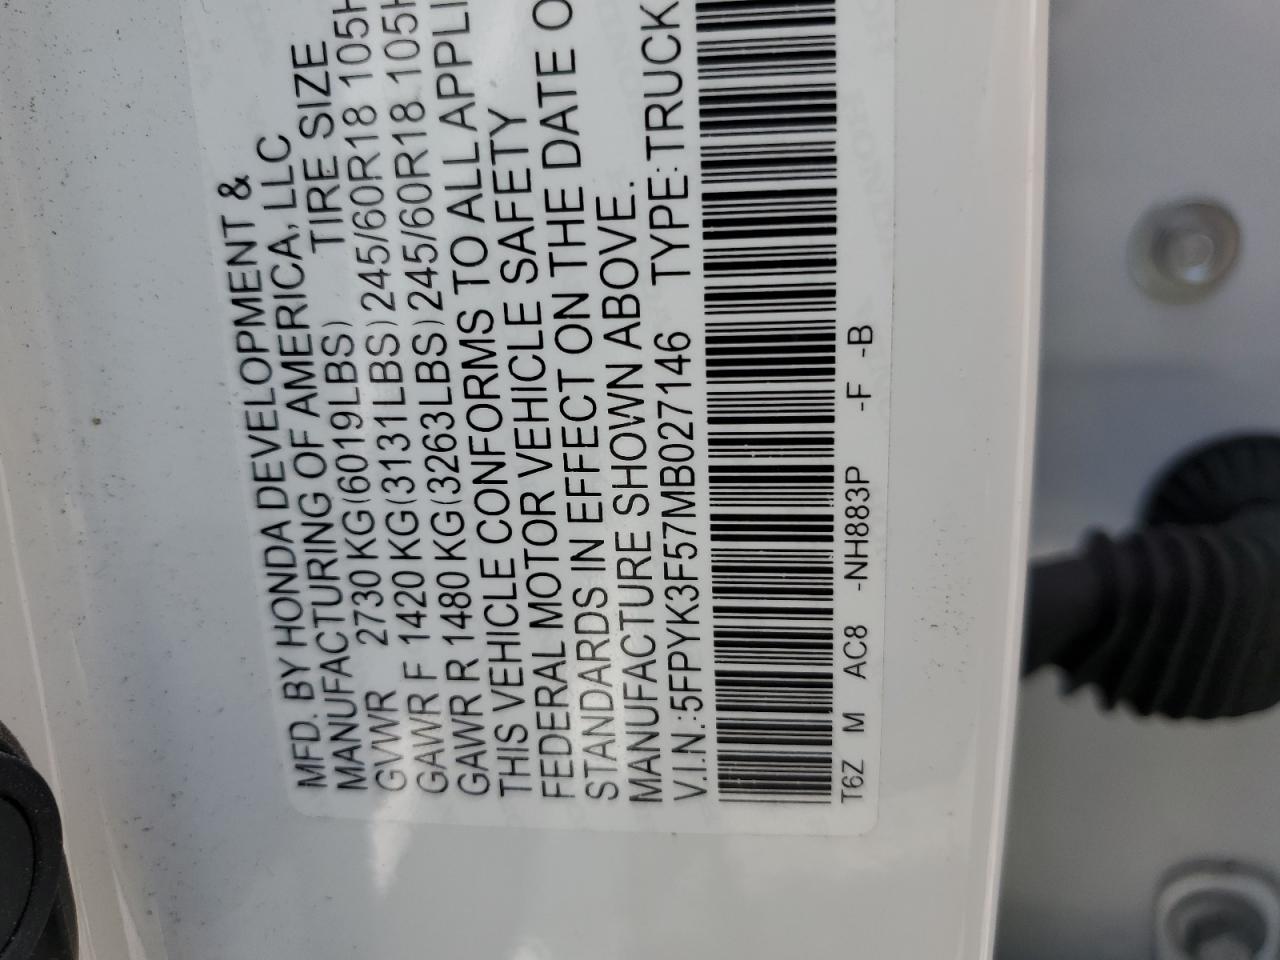 MFD. BY HONDA DEVELOPMENT &
MANUFACTURING OF AMERICA, LLC
GVWR 2730 KG(6019LBS) TIRE SIZE
GAWR F 1420 KG(3131LBS) 245/60R18 105H
GAWR R 1480 KG(3263LBS) 245/60R18 105H
THIS VEHICLE CONFORMS TO ALL APPLI
FEDERAL MOTOR VEHICLE SAFETY
STANDARDS IN EFFECT ON THE DATE O
MANUFACTURE SHOWN ABOVE.
V.I.N.:5FPYK3F57MB027146 TYPE:TRUCK
T6Z M AC8 -NH883P -F -B